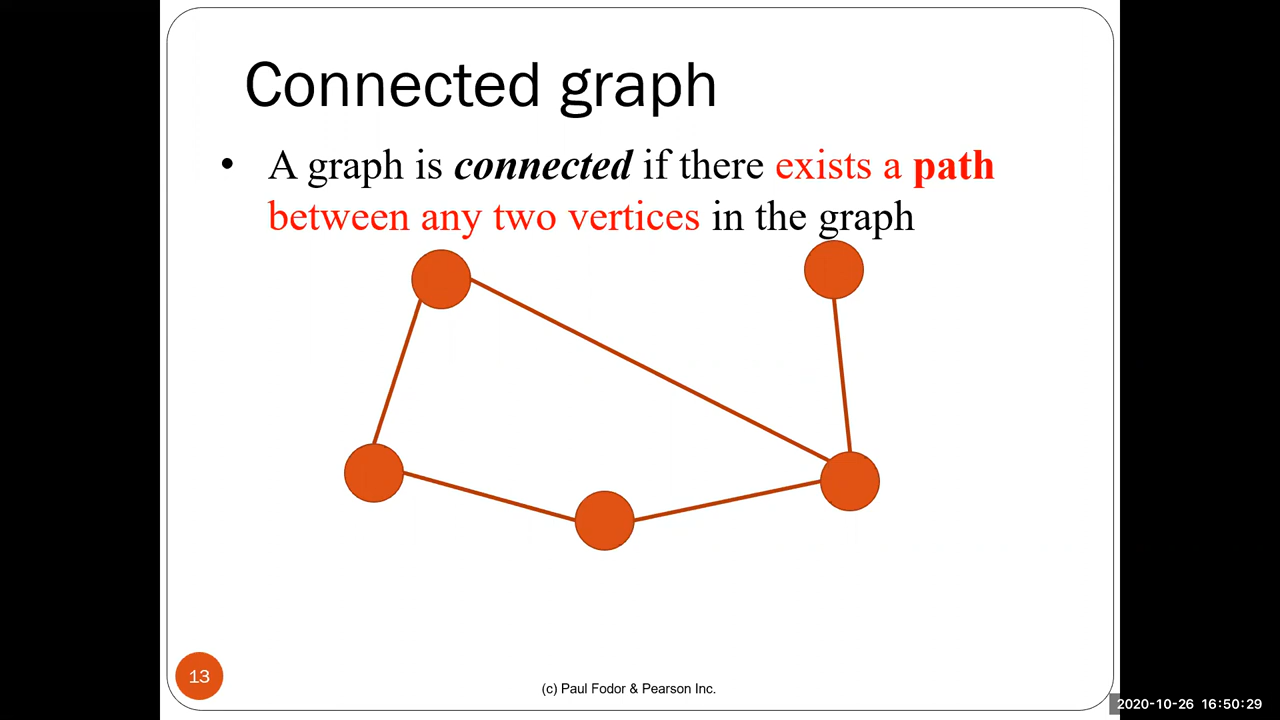 Connected graph
• A graph is connected if there exists a path
between any two vertices in the graph
13
(c) Paul Fodor & Pearson Inc.
2020-10-26 16:50:29